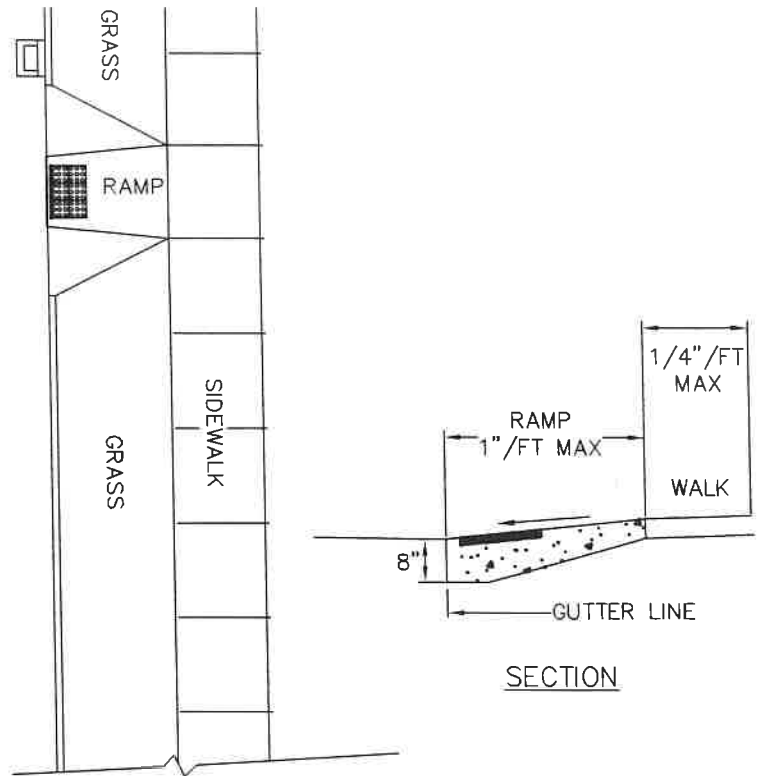 GRASS
RAMP
SIDEWALK
GRASS
1/4"/FT
MAX
RAMP
1"/FT MAX
WALK
8"
GUTTER LINE
SECTION